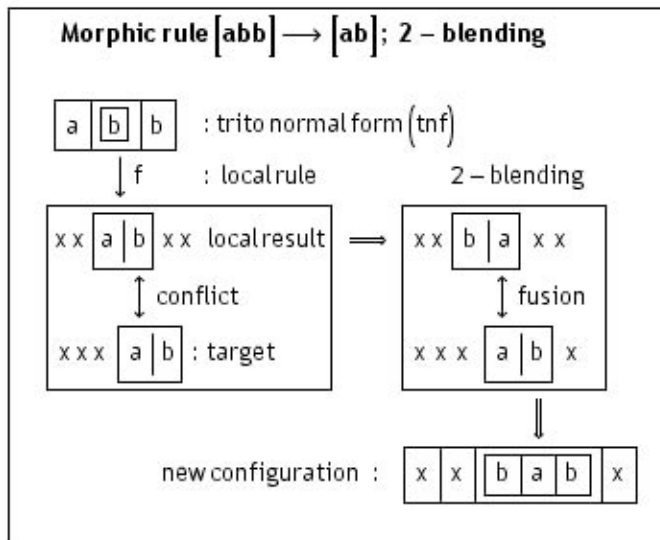 Morphic rule [abb] ⟶ [ab]; 2 – blending
a b b : trito normal form (tnf)
↓ f : local rule 2 – blending
x x a | b x x local result ⟹ x x b | a x x
↕ conflict ↕ fusion
x x x a | b : target x x x a | b x
⇓
new configuration : x x b a b x